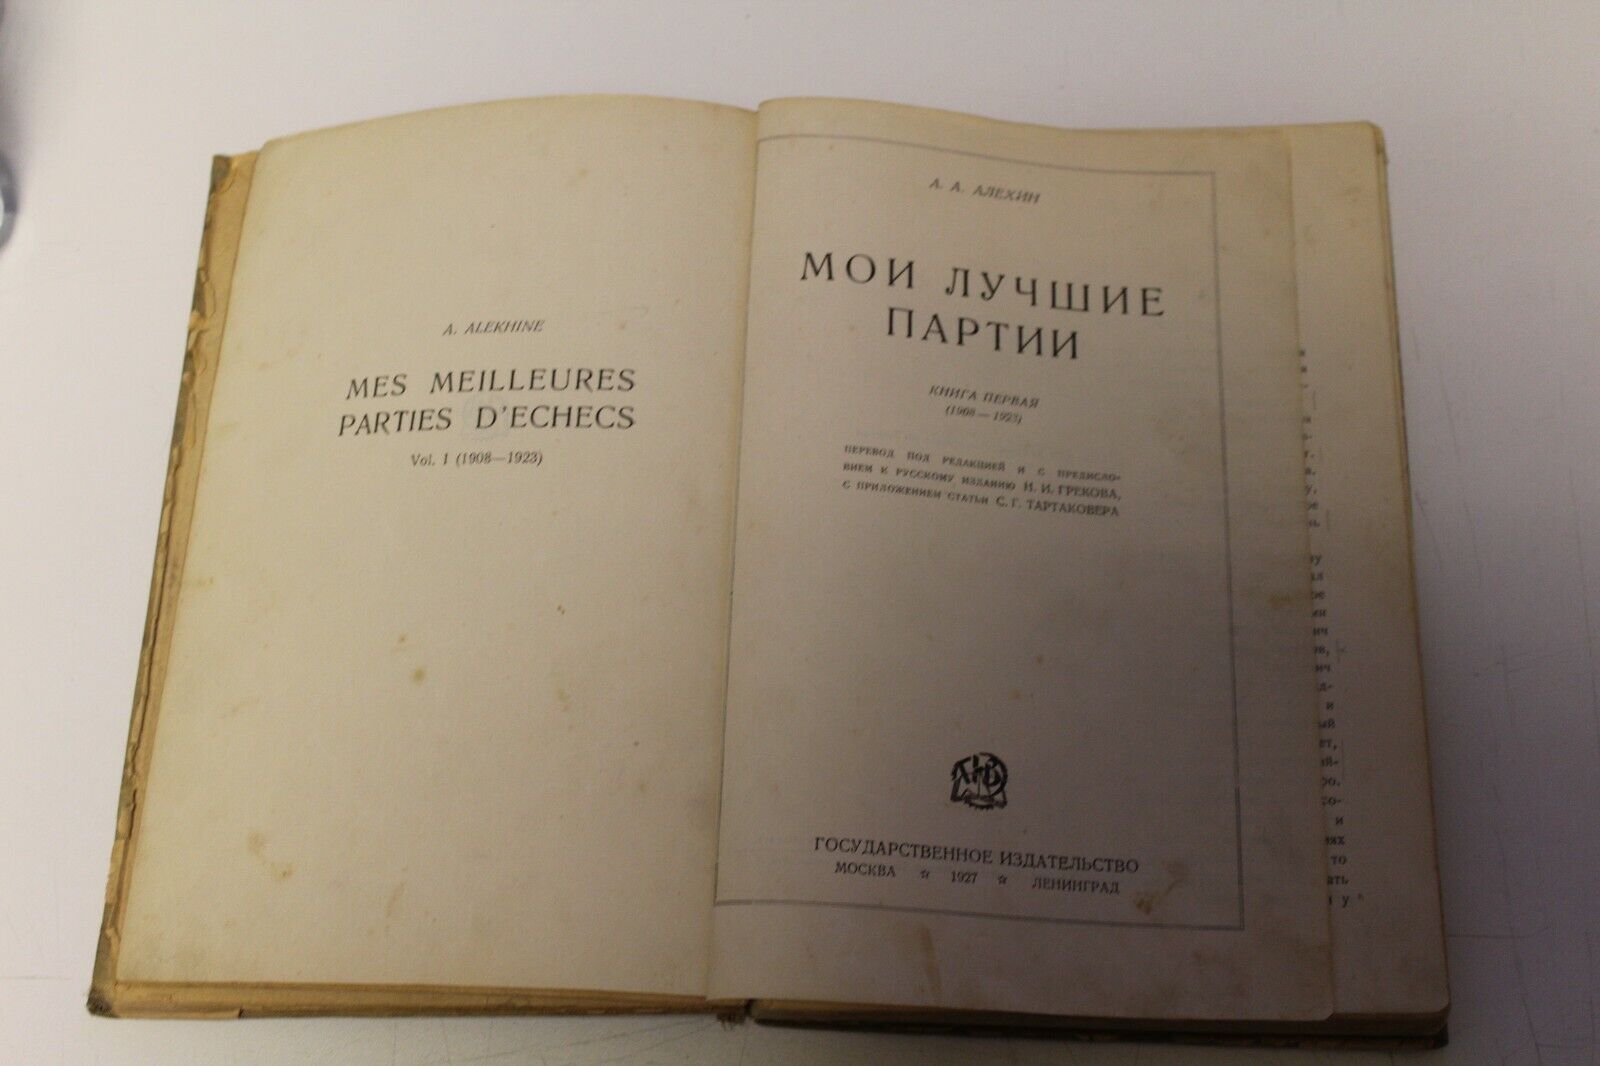 A. ALEKHINE
MES MEILLEURES
PARTIES D'ECHECS
Vol. 1 (1908—1923)
А. А. АЛЕХИН
МОИ ЛУЧШИЕ
ПАРТИИ
КНИГА ПЕРВАЯ
(1908—1923)
ПЕРЕВОД ПОД РЕДАКЦИЕЙ И С ПРЕДИСЛО-
ВИЕМ К РУССКОМУ ИЗДАНИЮ Н. И. ГРЕКОВА,
С ПРИЛОЖЕНИЕМ СТАТЬИ С. Г. ТАРТАКОВЕРА
ГОСУДАРСТВЕННОЕ ИЗДАТЕЛЬСТВО
МОСКВА ☆ 1927 ☆ ЛЕНИНГРАД